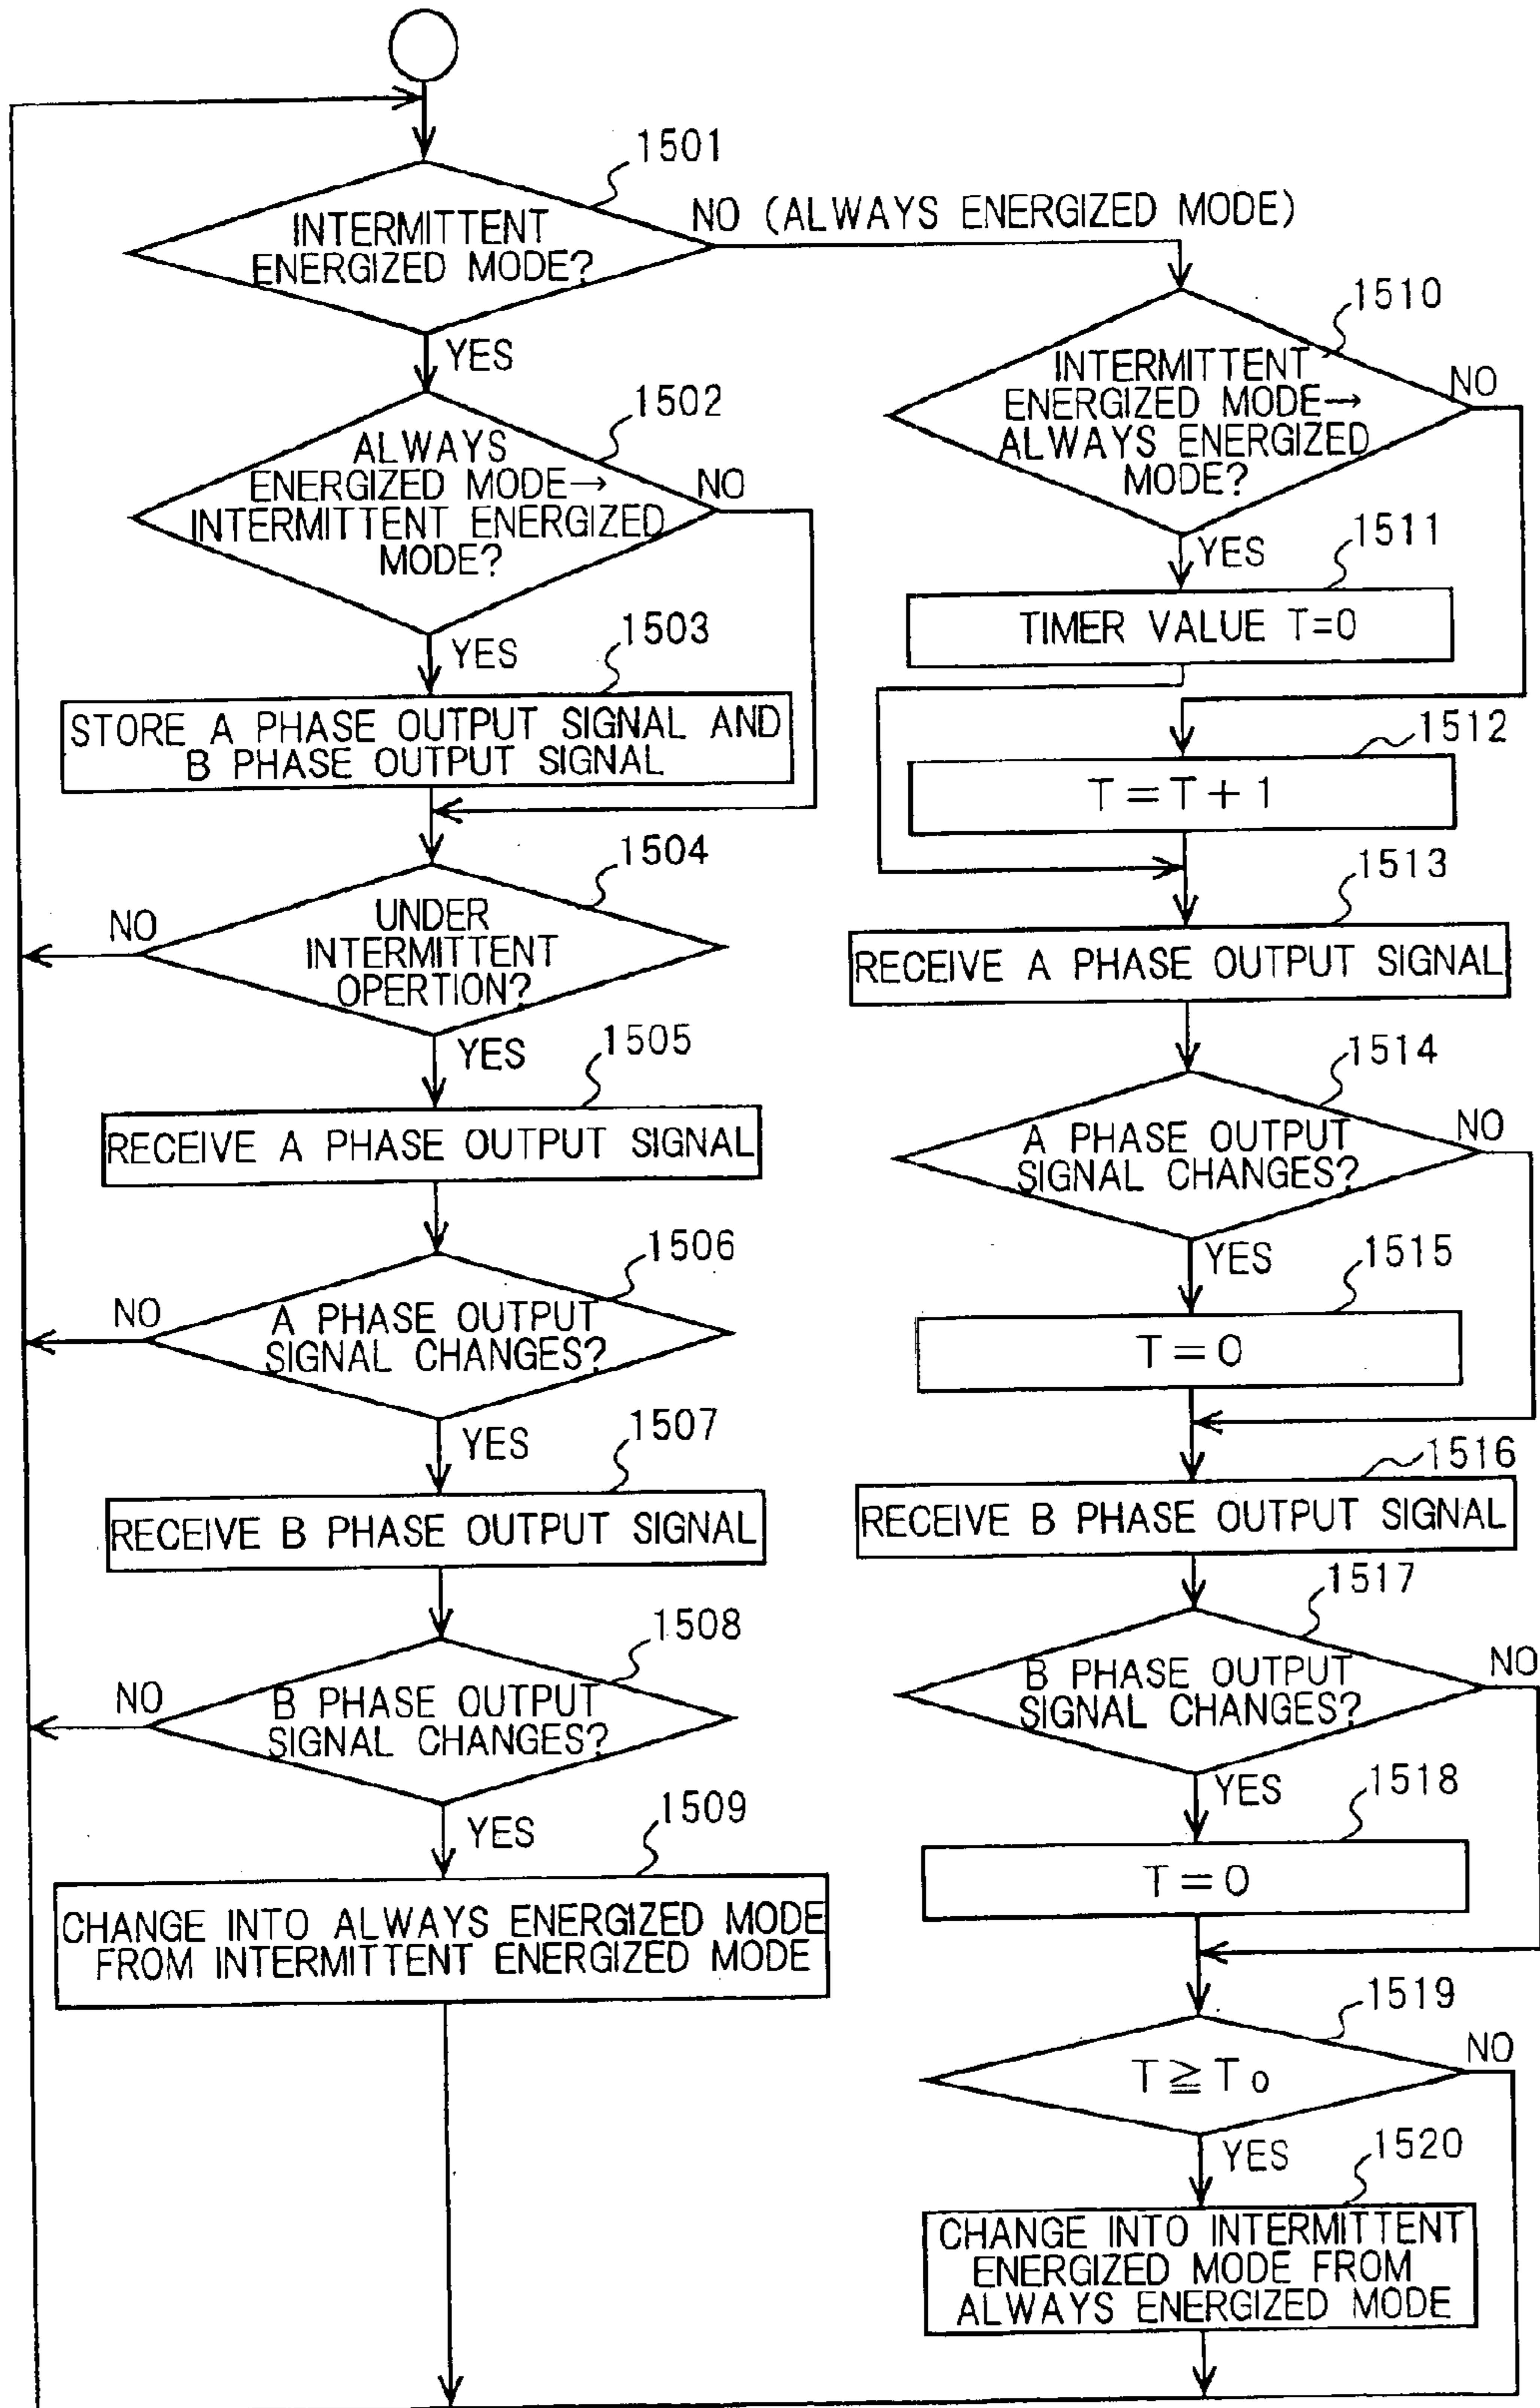 1501
INTERMITTENT
ENERGIZED MODE?
NO (ALWAYS ENERGIZED MODE)
YES
1502
ALWAYS
ENERGIZED MODE→
INTERMITTENT ENERGIZED
MODE?
NO
YES
1503
STORE A PHASE OUTPUT SIGNAL AND
B PHASE OUTPUT SIGNAL
1504
UNDER
INTERMITTENT
OPERTION?
NO
YES
1505
RECEIVE A PHASE OUTPUT SIGNAL
1506
A PHASE OUTPUT
SIGNAL CHANGES?
NO
YES
1507
RECEIVE B PHASE OUTPUT SIGNAL
1508
B PHASE OUTPUT
SIGNAL CHANGES?
NO
YES
1509
CHANGE INTO ALWAYS ENERGIZED MODE
FROM INTERMITTENT ENERGIZED MODE
1510
INTERMITTENT
ENERGIZED MODE→
ALWAYS ENERGIZED
MODE?
NO
YES
1511
TIMER VALUE T=0
1512
T=T+1
1513
RECEIVE A PHASE OUTPUT SIGNAL
1514
A PHASE OUTPUT
SIGNAL CHANGES?
NO
YES
1515
T=0
1516
RECEIVE B PHASE OUTPUT SIGNAL
1517
B PHASE OUTPUT
SIGNAL CHANGES?
NO
YES
1518
T=0
1519
T≧T₀
NO
YES
1520
CHANGE INTO INTERMITTENT
ENERGIZED MODE FROM
ALWAYS ENERGIZED MODE